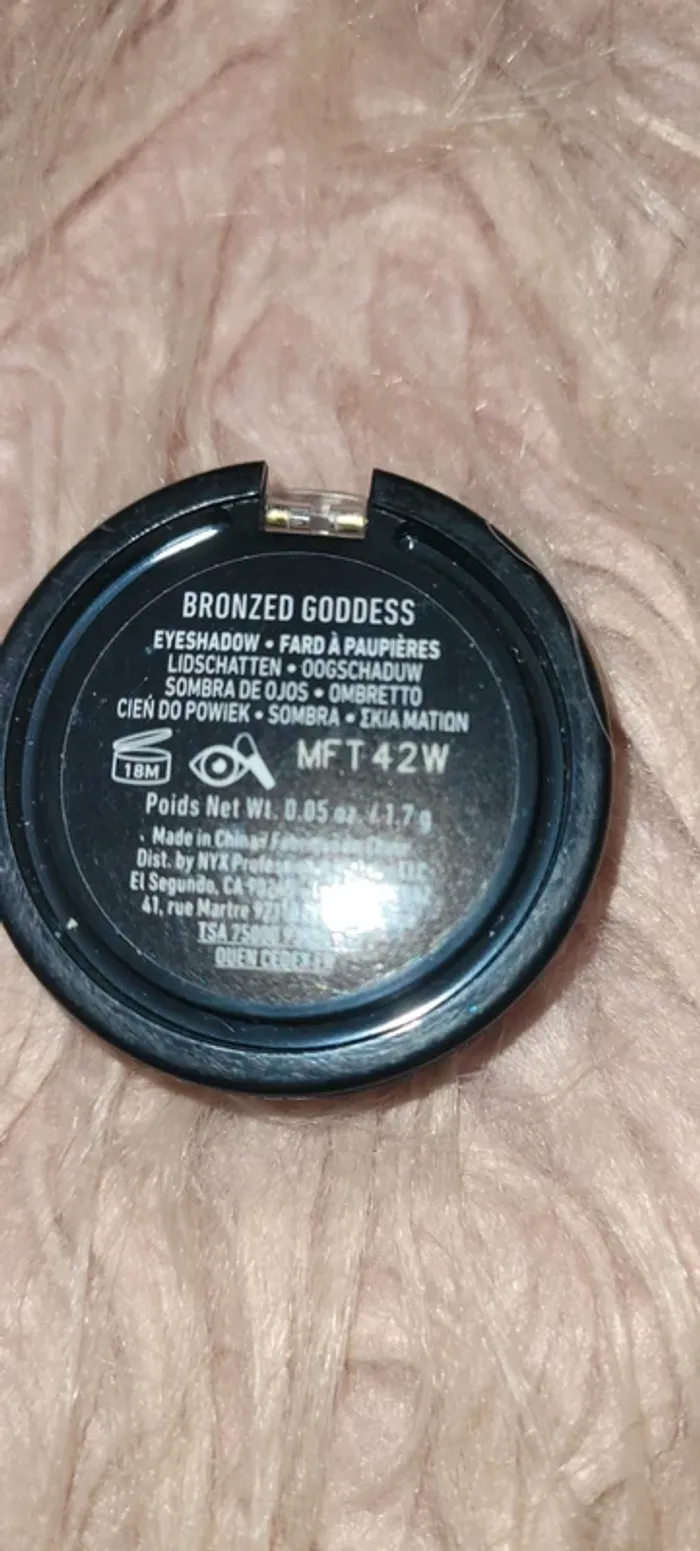 BRONZED GODDESS
EYESHADOW • FARD À PAUPIÈRES
LIDSCHATTEN • OOGSCHADUW
SOMBRA DE OJOS • OMBRETTO
CIEŃ DO POWIEK • SOMBRA • ΣΚΙΑ ΜΑΤΙΩΝ
18M MFT42W
Poids Net Wt. 0.05 oz. / 1.7 g
Made in China
Dist. by NYX
El Segundo, CA
41, rue Martre
TSA